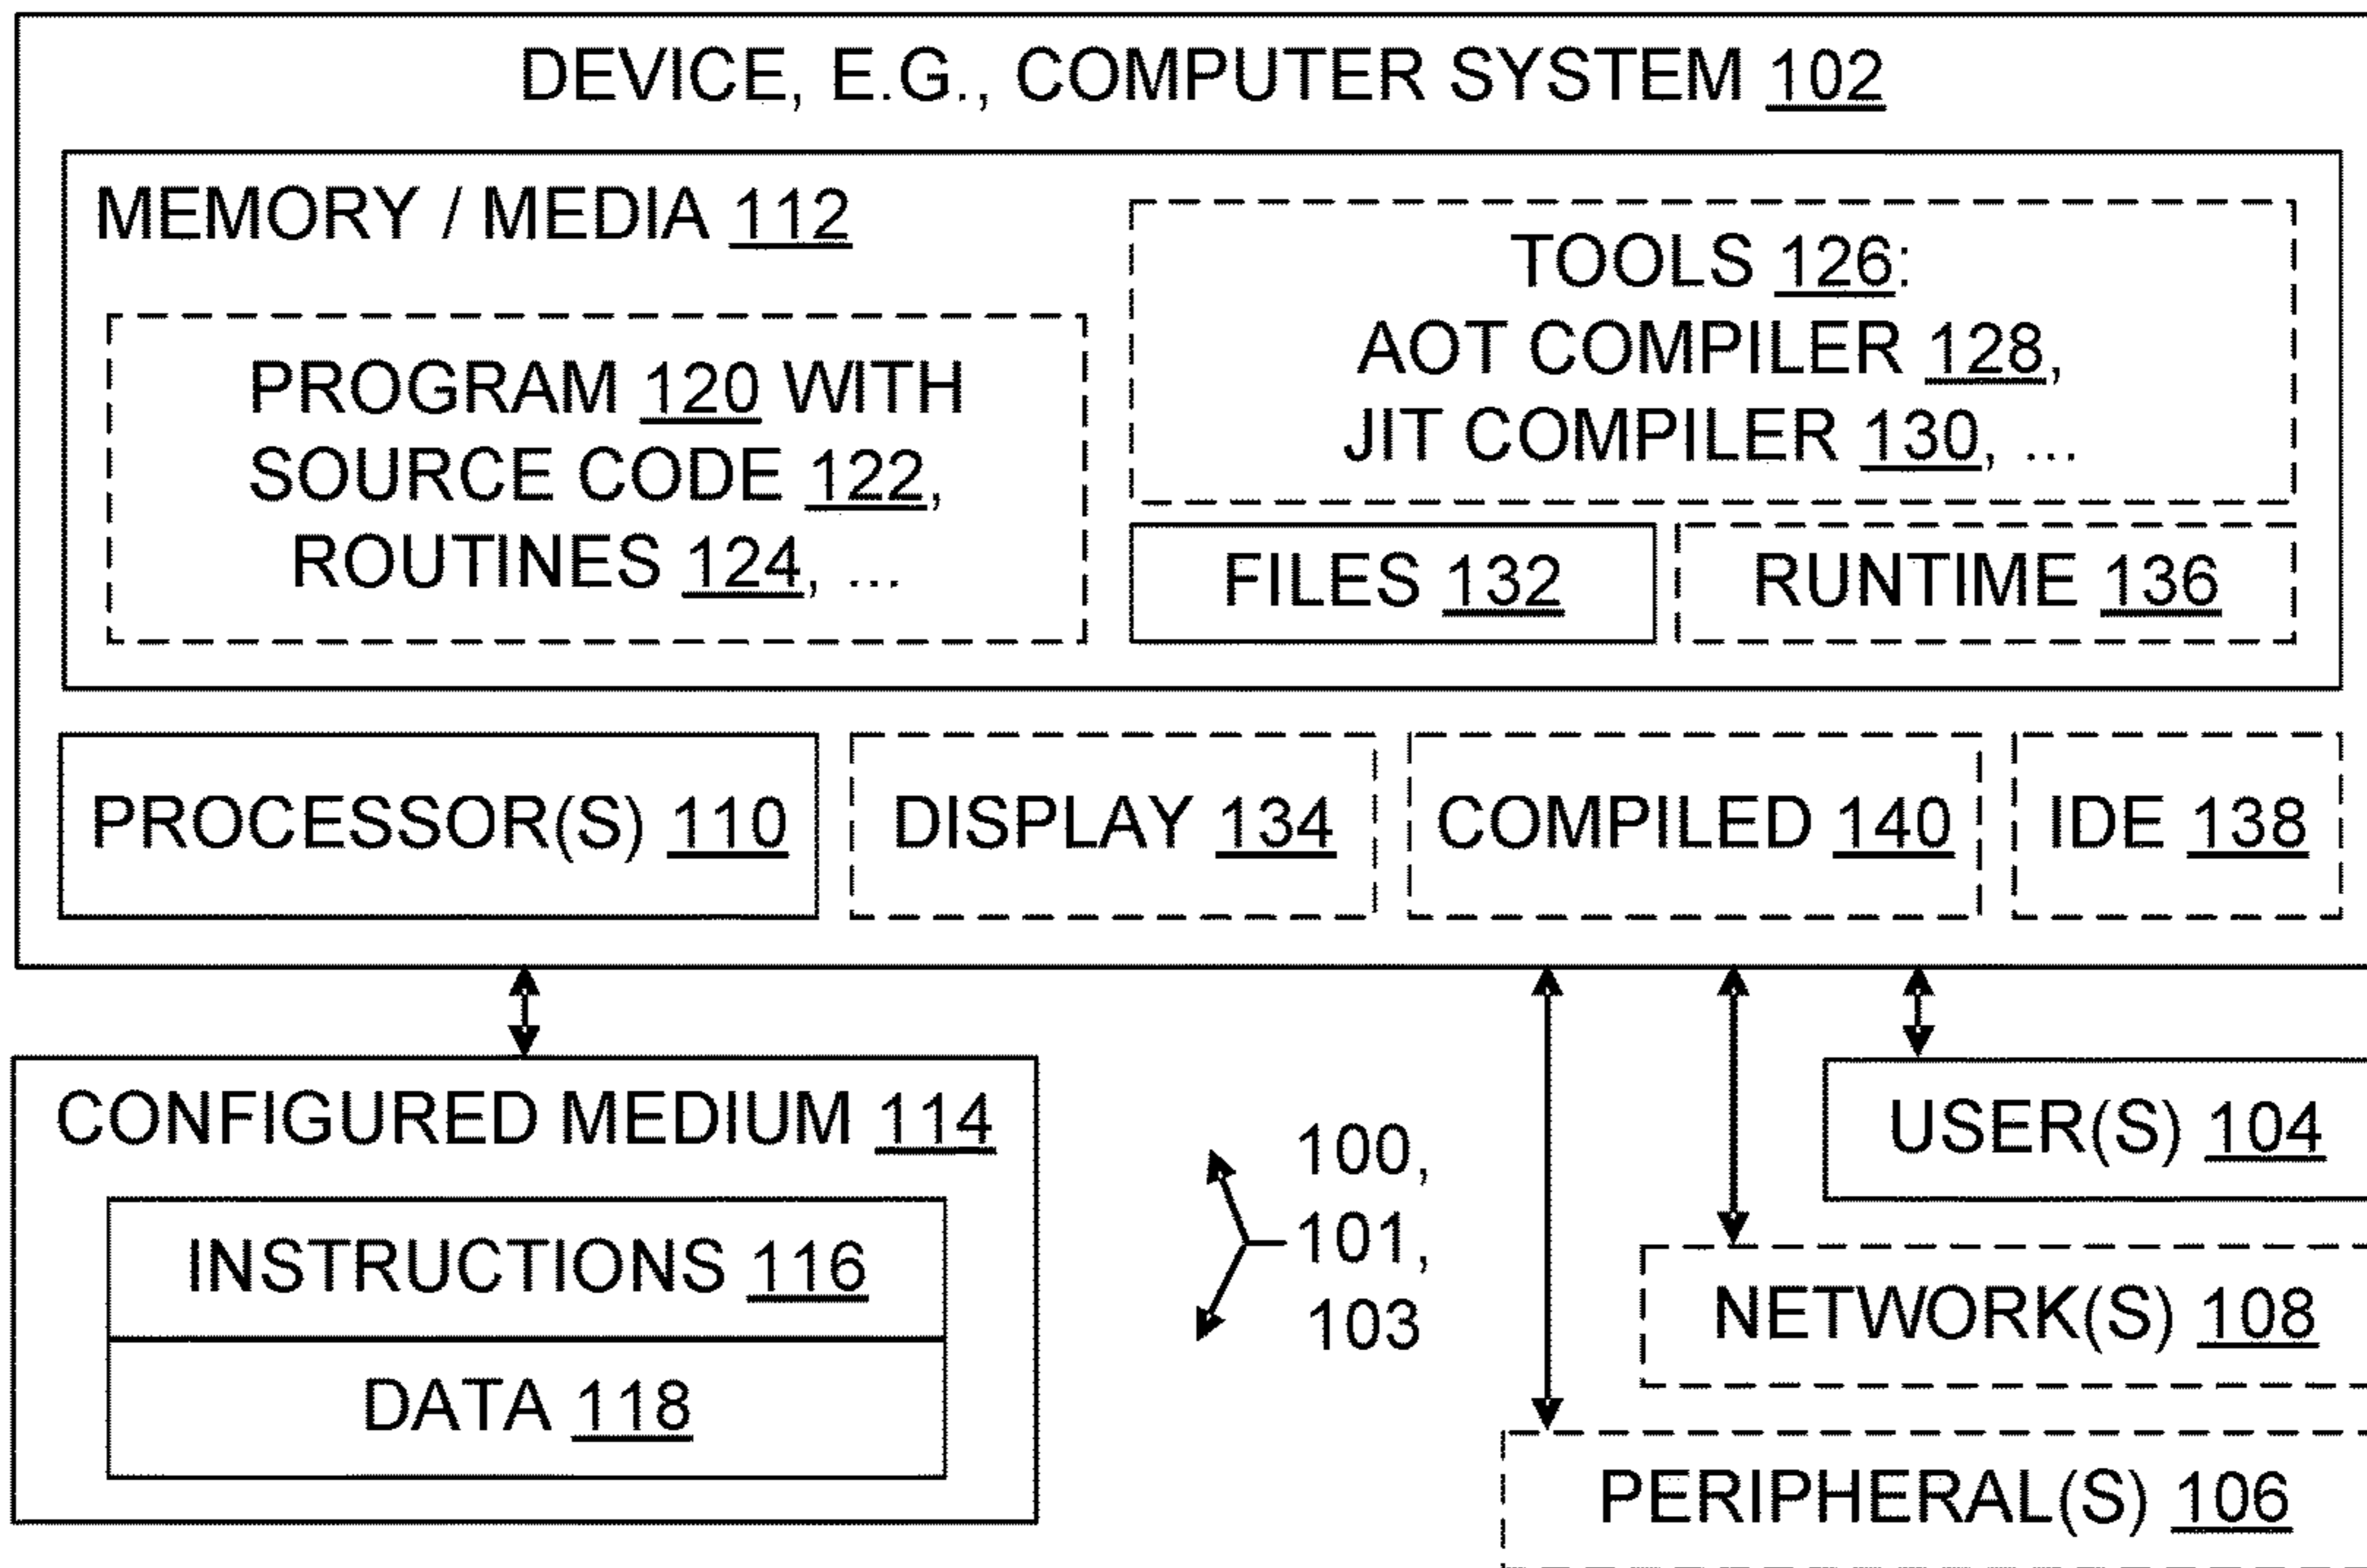 DEVICE, E.G., COMPUTER SYSTEM 102
MEMORY / MEDIA 112
PROGRAM 120 WITH
SOURCE CODE 122,
ROUTINES 124, ...
TOOLS 126:
AOT COMPILER 128,
JIT COMPILER 130, ...
FILES 132
RUNTIME 136
PROCESSOR(S) 110
DISPLAY 134
COMPILED 140
IDE 138
CONFIGURED MEDIUM 114
INSTRUCTIONS 116
DATA 118
100,
101,
103
USER(S) 104
NETWORK(S) 108
PERIPHERAL(S) 106